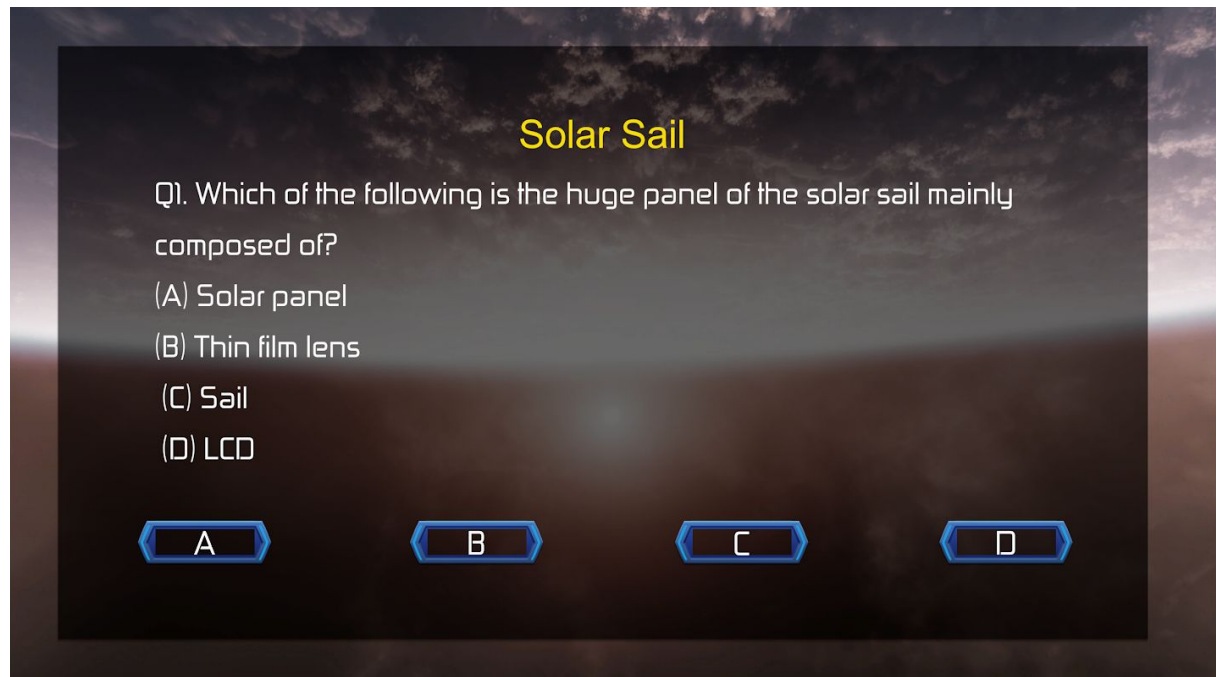 Solar Sail
Q1. Which of the following is the huge panel of the solar sail mainly
composed of?
(A) Solar panel
(B) Thin film lens
(C) Sail
(D) LCD
A B C D